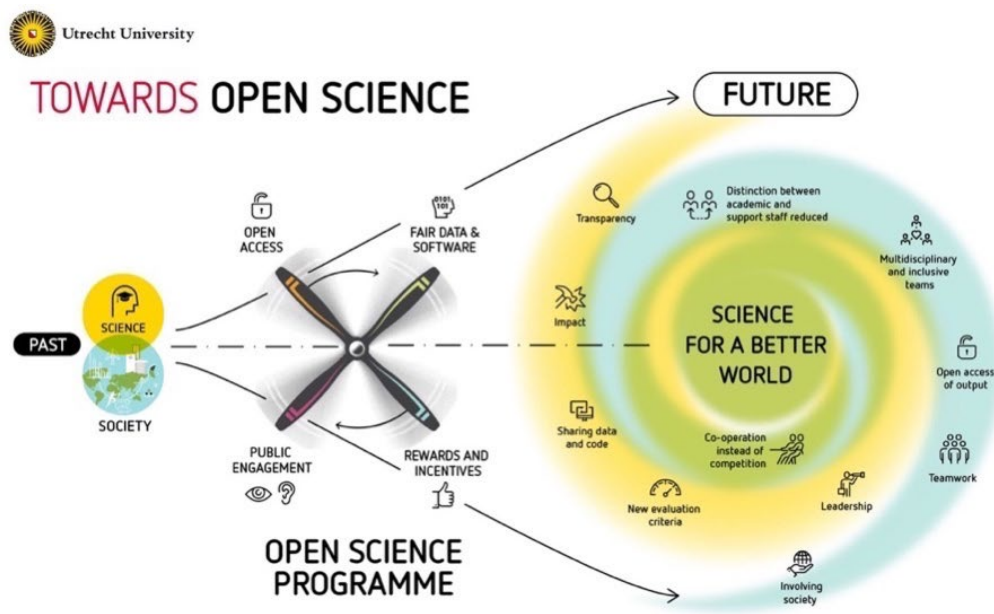 Utrecht University
TOWARDS OPEN SCIENCE
FUTURE
OPEN
ACCESS
0101
101
FAIR DATA &
SOFTWARE
PAST
SCIENCE
SOCIETY
PUBLIC
ENGAGEMENT
REWARDS AND
INCENTIVES
OPEN SCIENCE
PROGRAMME
Transparency
Distinction between
academic and
support staff reduced
Multidisciplinary
and inclusive
teams
Impact
SCIENCE
FOR A BETTER
WORLD
Open access
of output
Sharing data
and code
Co-operation
instead of
competition
Teamwork
New evaluation
criteria
Leadership
Involving
society